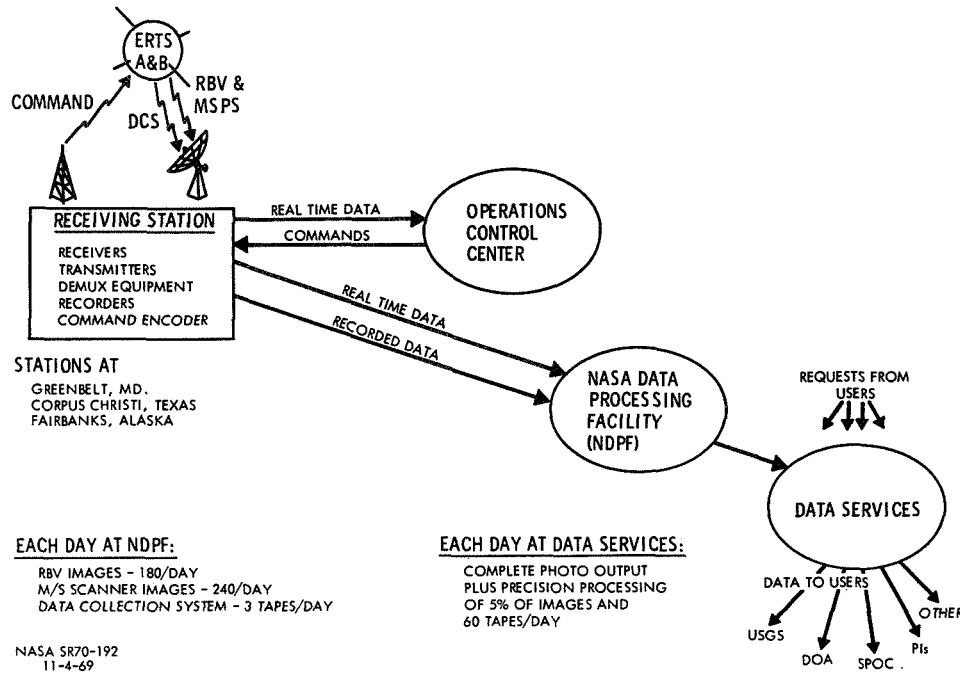 ERTS
A&B
RBV &
MSPS
COMMAND
DCS
RECEIVING STATION
RECEIVERS
TRANSMITTERS
DEMUX EQUIPMENT
RECORDERS
COMMAND ENCODER
REAL TIME DATA
COMMANDS
OPERATIONS
CONTROL
CENTER
REAL TIME DATA
RECORDED DATA
STATIONS AT
GREENBELT, MD.
CORPUS CHRISTI, TEXAS
FAIRBANKS, ALASKA
NASA DATA
PROCESSING
FACILITY
(NDPF)
REQUESTS FROM
USERS
DATA SERVICES
DATA TO USERS
USGS
DOA
SPOC .
PIs
OTHER
EACH DAY AT NDPF:
RBV IMAGES - 180/DAY
M/S SCANNER IMAGES - 240/DAY
DATA COLLECTION SYSTEM - 3 TAPES/DAY
EACH DAY AT DATA SERVICES:
COMPLETE PHOTO OUTPUT
PLUS PRECISION PROCESSING
OF 5% OF IMAGES AND
60 TAPES/DAY
NASA SR70-192
11-4-69